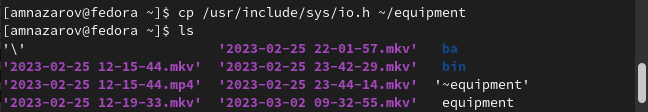 [amnazarov@fedora ~]$ cp /usr/include/sys/io.h ~/equipment
[amnazarov@fedora ~]$ ls
'\' '2023-02-25 22-01-57.mkv' ba
'2023-02-25 12-15-44.mkv' '2023-02-25 23-42-29.mkv' bin
'2023-02-25 12-15-44.mp4' '2023-02-25 23-44-14.mkv' '~equipment'
'2023-02-25 12-19-33.mkv' '2023-03-02 09-32-55.mkv' equipment